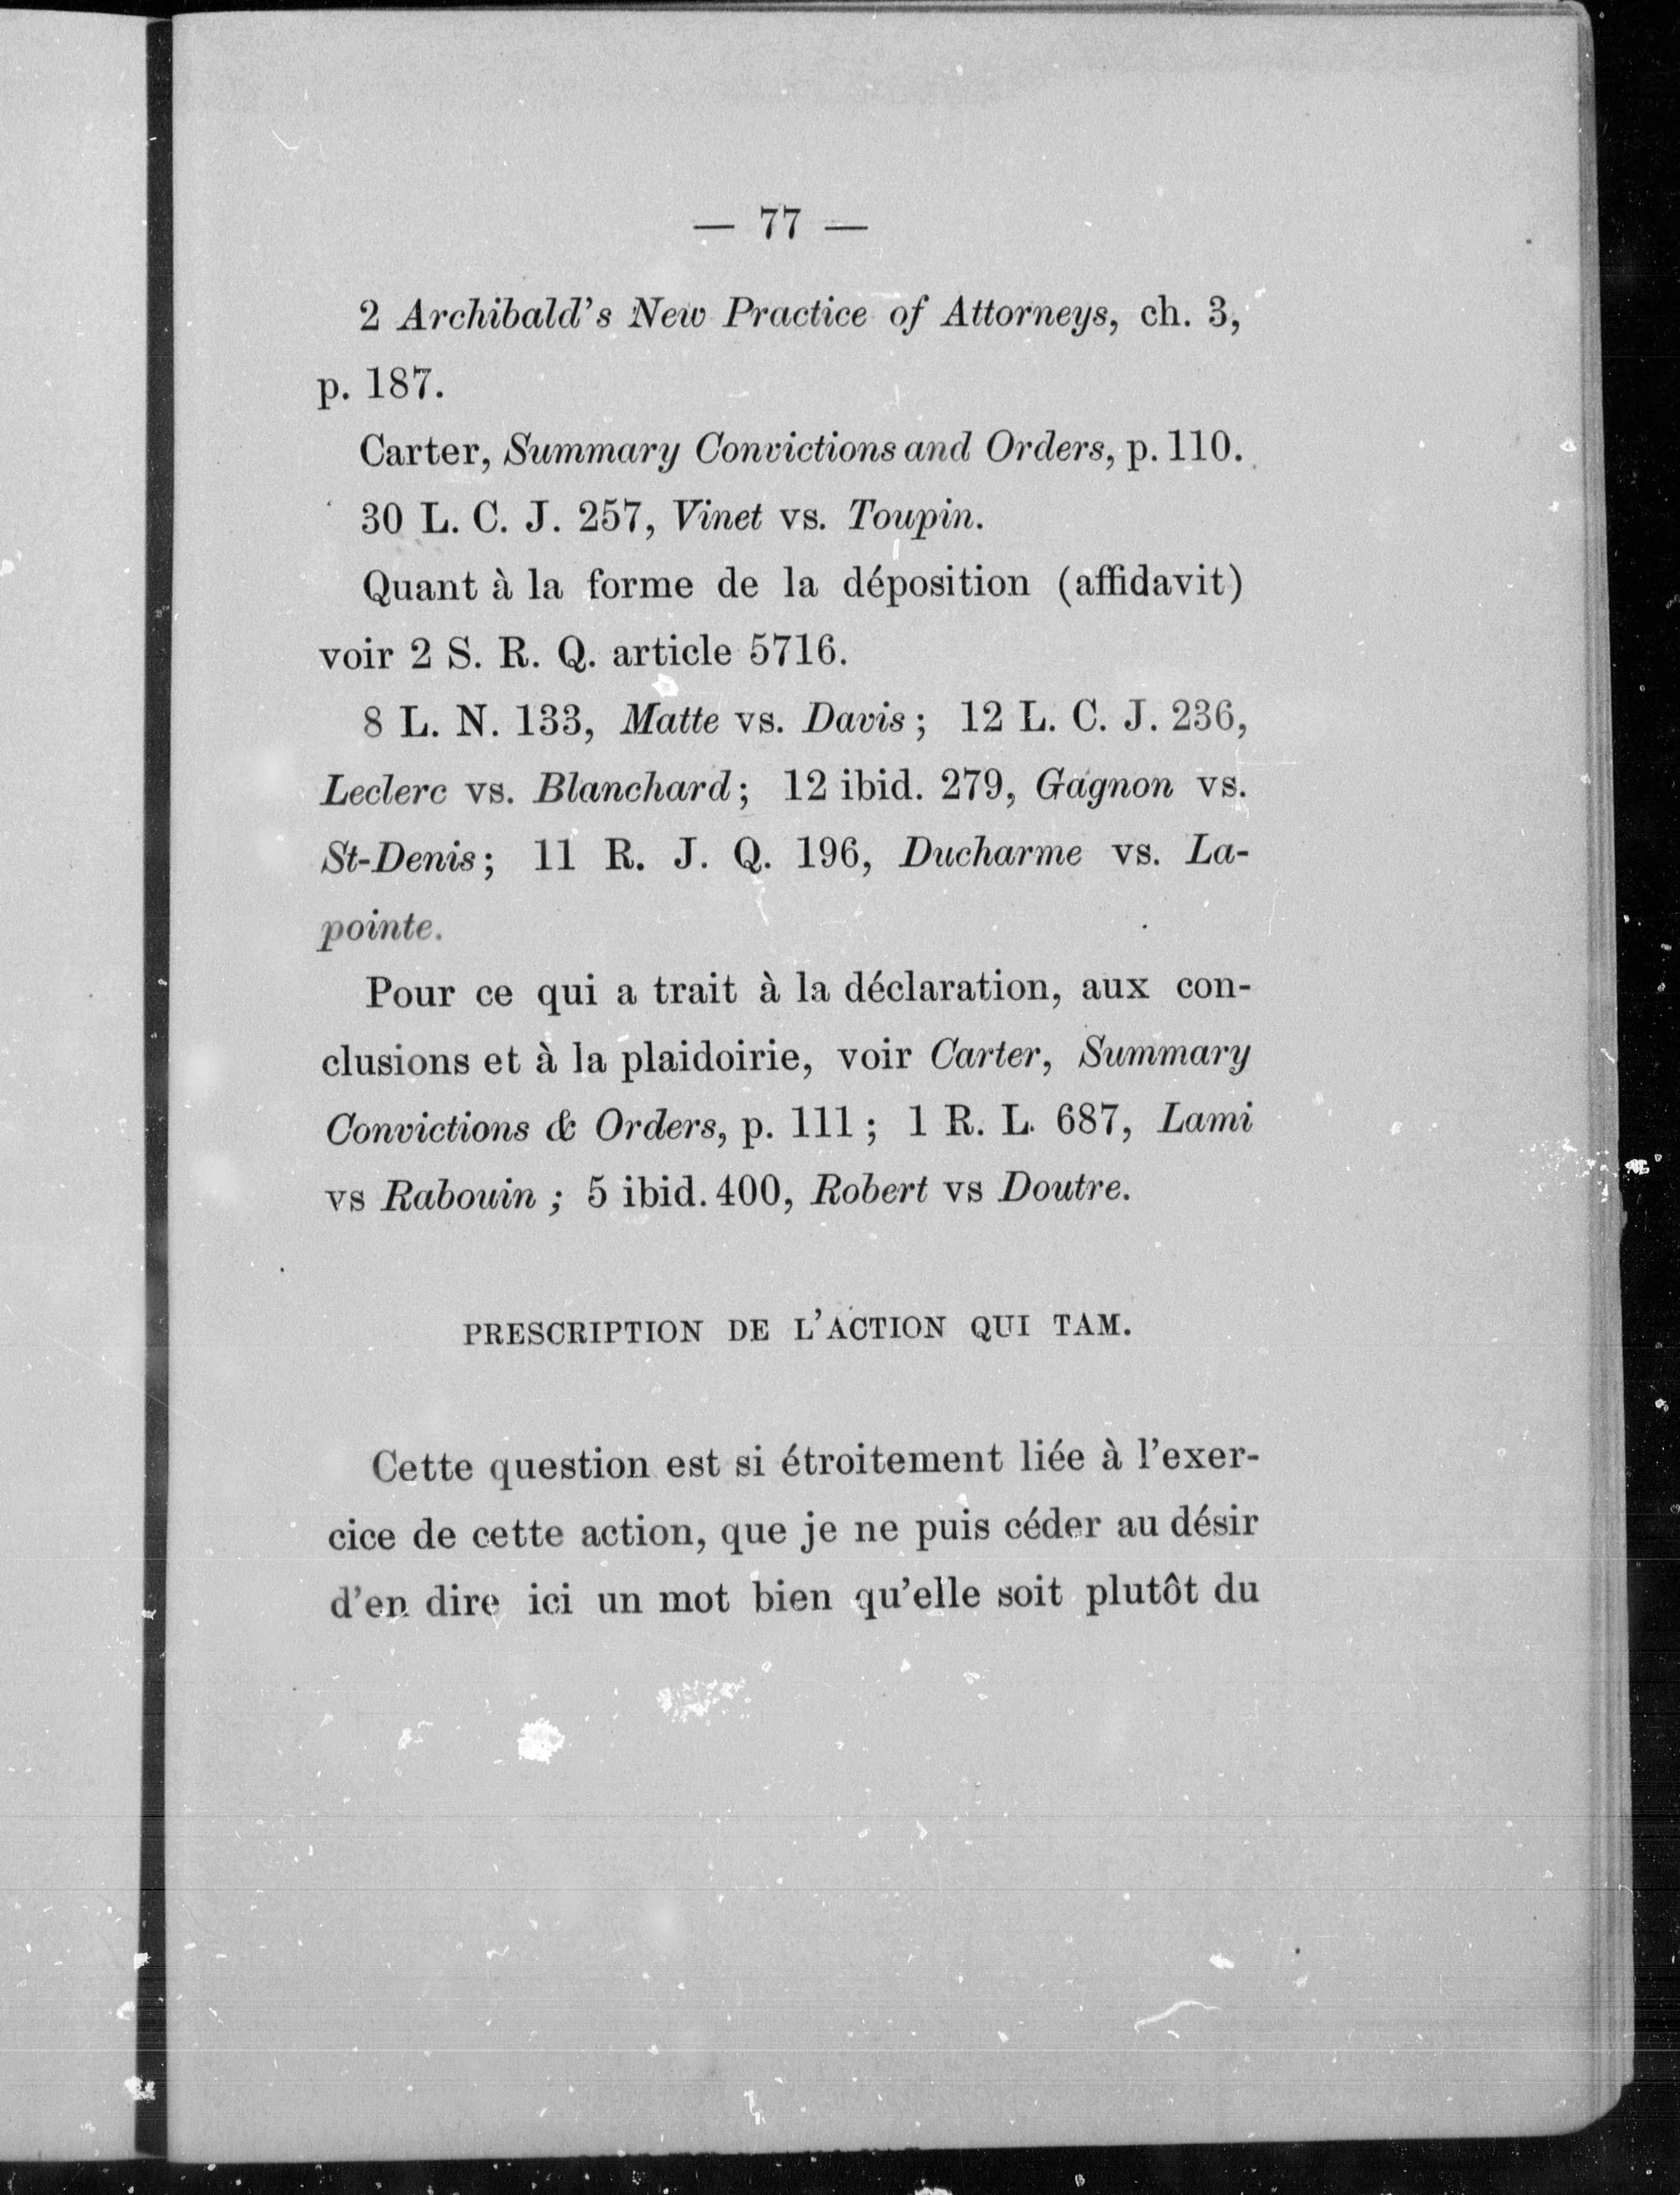 — 77 —
2 Archibald's New Practice of Attorneys, ch. 3,
p. 187.
Carter, Summary Convictions and Orders, p. 110.
30 L. C. J. 257, Vinet vs. Toupin.
Quant à la forme de la déposition (affidavit)
voir 2 S. R. Q. article 5716.
8 L. N. 133, Matte vs. Davis ; 12 L. C. J. 236,
Leclerc vs. Blanchard ; 12 ibid. 279, Gagnon vs.
St-Denis ; 11 R. J. Q. 196, Ducharme vs. La-
pointe.
Pour ce qui a trait à la déclaration, aux con-
clusions et à la plaidoirie, voir Carter, Summary
Convictions & Orders, p. 111 ; 1 R. L. 687, Lami
vs Rabouin ; 5 ibid. 400, Robert vs Doutre.
PRESCRIPTION DE L'ACTION QUI TAM.
Cette question est si étroitement liée à l'exer-
cice de cette action, que je ne puis céder au désir
d'en dire ici un mot bien qu'elle soit plutôt du